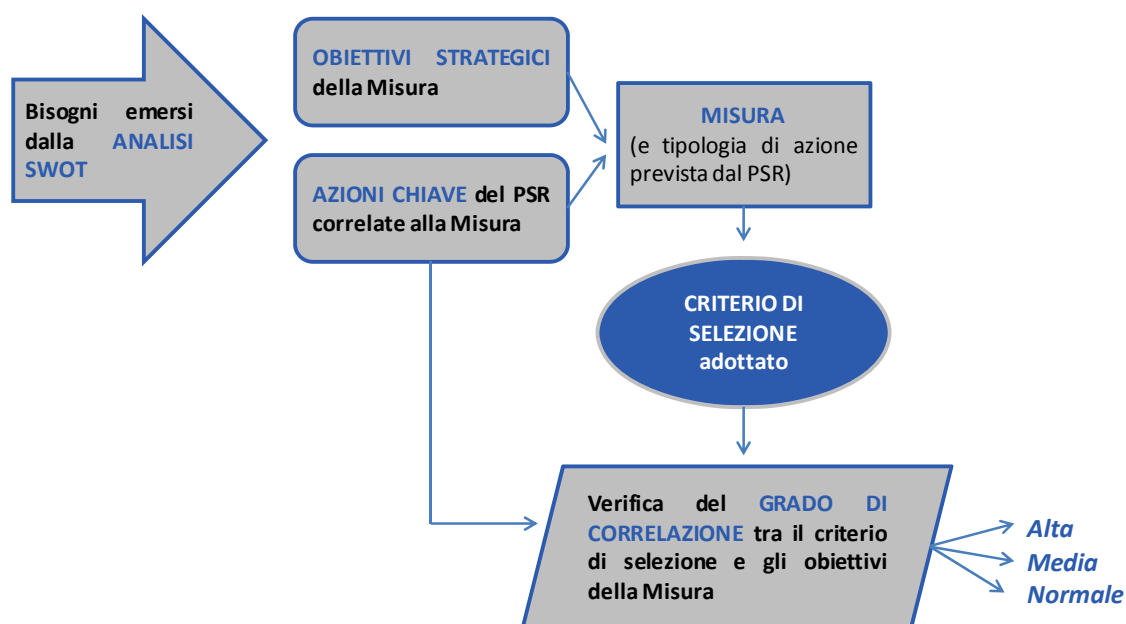 Bisogni emersi
dalla ANALISI
SWOT
OBIETTIVI STRATEGICI
della Misura
AZIONI CHIAVE del PSR
correlate alla Misura
MISURA
(e tipologia di azione
prevista dal PSR)
CRITERIO DI
SELEZIONE
adottato
Verifica del GRADO DI
CORRELAZIONE tra il criterio
di selezione e gli obiettivi
della Misura
Alta
Media
Normale